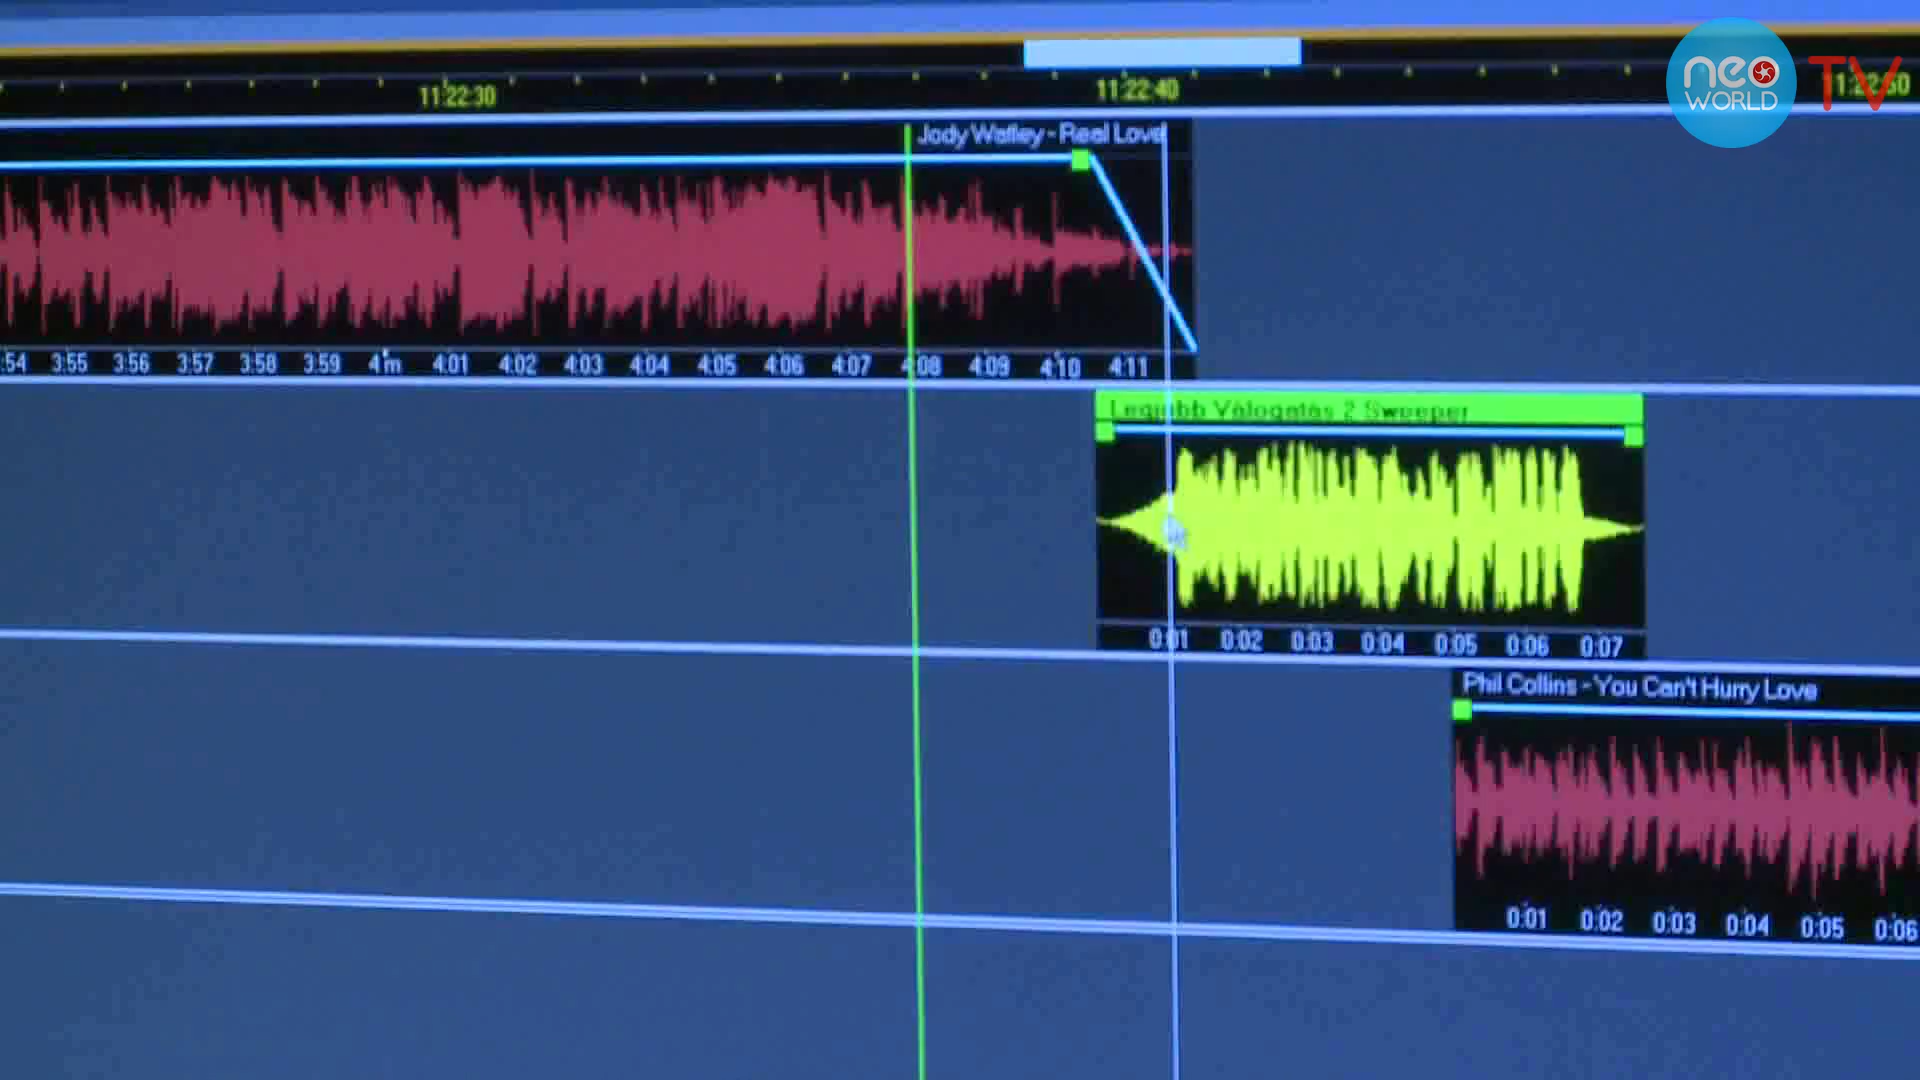 neo TV
WORLD
11:22:30 11:22:40 11:22:50
Jody Watley - Real Love
:54 3:55 3:56 3:57 3:58 3:59 4m 4:01 4:02 4:03 4:04 4:05 4:06 4:07 4:08 4:09 4:10 4:11
Legjobb Válogatás 2 Sweeper
0:01 0:02 0:03 0:04 0:05 0:06 0:07
Phil Collins - You Can't Hurry Love
0:01 0:02 0:03 0:04 0:05 0:06